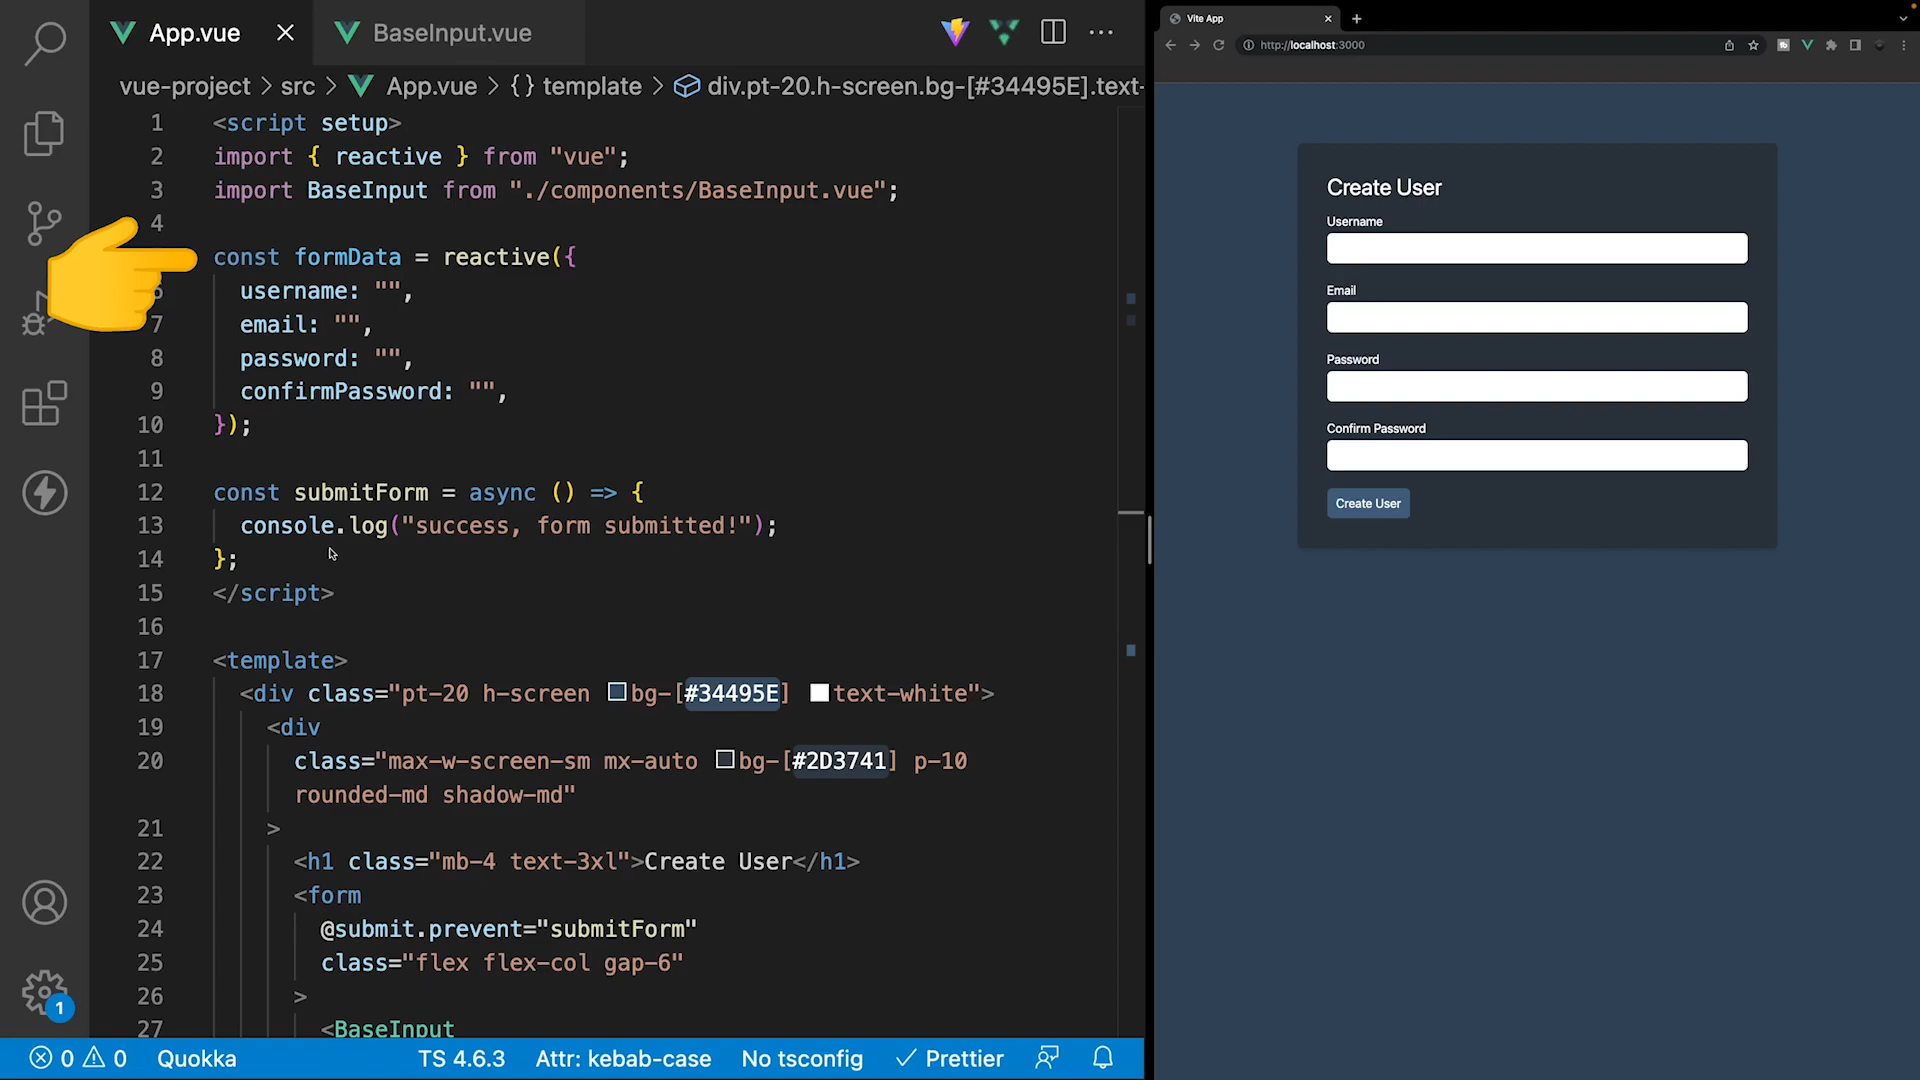 App.vue
BaseInput.vue
vue-project > src > App.vue > {} template > div.pt-20.h-screen.bg-[#34495E].text-
1 <script setup>
2 import { reactive } from "vue";
3 import BaseInput from "./components/BaseInput.vue";
4
const formData = reactive({
6 username: "",
7 email: "",
8 password: "",
9 confirmPassword: "",
10 });
11
12 const submitForm = async () => {
13 console.log("success, form submitted!");
14 };
15 </script>
16
17 <template>
18 <div class="pt-20 h-screen bg-[#34495E] text-white">
19 <div
20 class="max-w-screen-sm mx-auto bg-[#2D3741] p-10
rounded-md shadow-md"
21 >
22 <h1 class="mb-4 text-3xl">Create User</h1>
23 <form
24 @submit.prevent="submitForm"
25 class="flex flex-col gap-6"
26 >
27 <BaseInput
1
0 0 Quokka TS 4.6.3 Attr: kebab-case No tsconfig Prettier
Vite App
http://localhost:3000
Create User
Username
Email
Password
Confirm Password
Create User